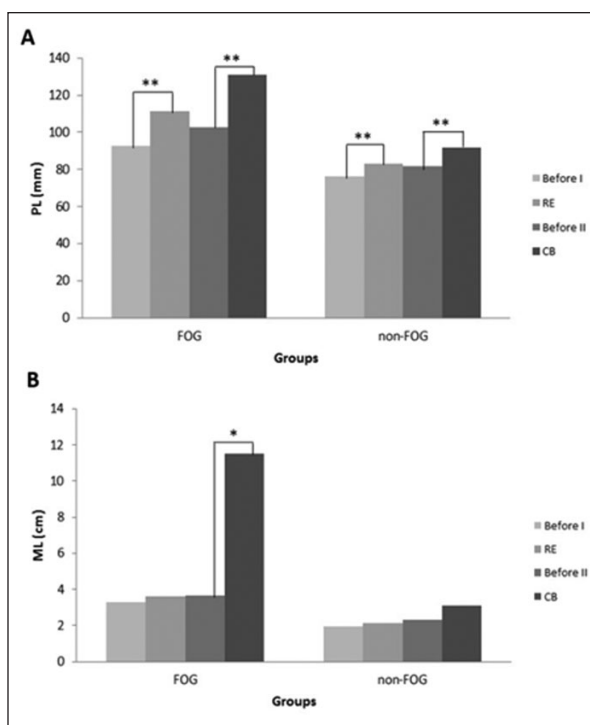 A
140
120
100
80
60
40
20
0
PL (mm)
**
**
**
**
FOG
non-FOG
Groups
Before I
RE
Before II
CB
B
14
12
10
8
6
4
2
0
ML (cm)
*
FOG
non-FOG
Groups
Before I
RE
Before II
CB